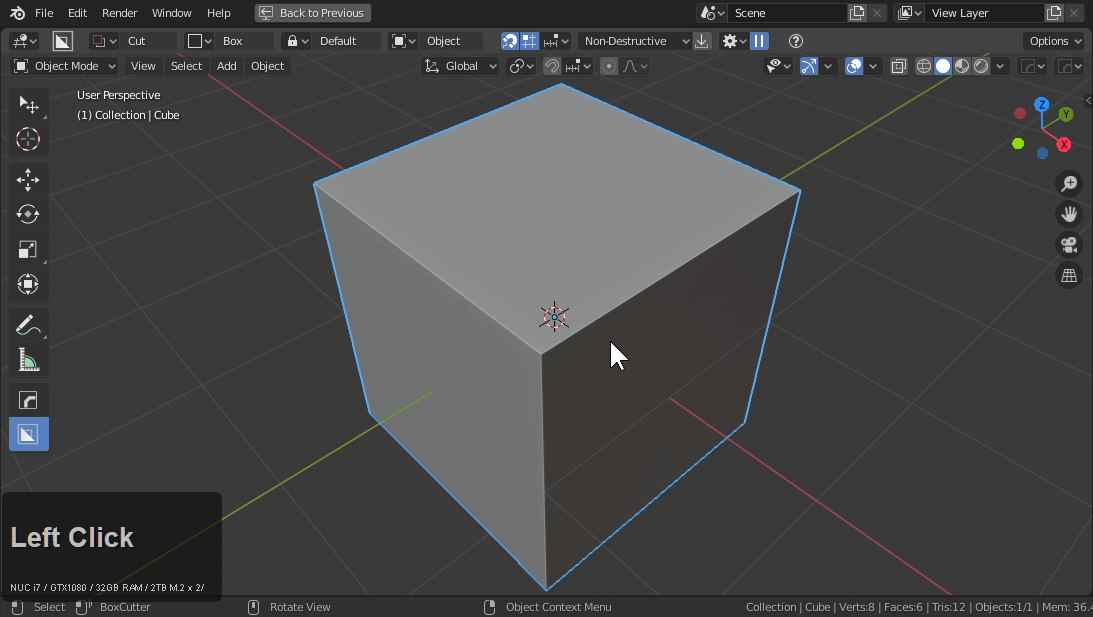 File Edit Render Window Help Back to Previous Scene View Layer
Cut Box Default Object Non-Destructive Options
Object Mode View Select Add Object Global
User Perspective
(1) Collection | Cube
Z
Y
X
Left Click
NUC i7 / GTX1080 / 32GB RAM / 2TB M.2 x 2/
Select BoxCutter Rotate View Object Context Menu Collection | Cube | Verts:8 | Faces:6 | Tris:12 | Objects:1/1 | Mem: 36.4